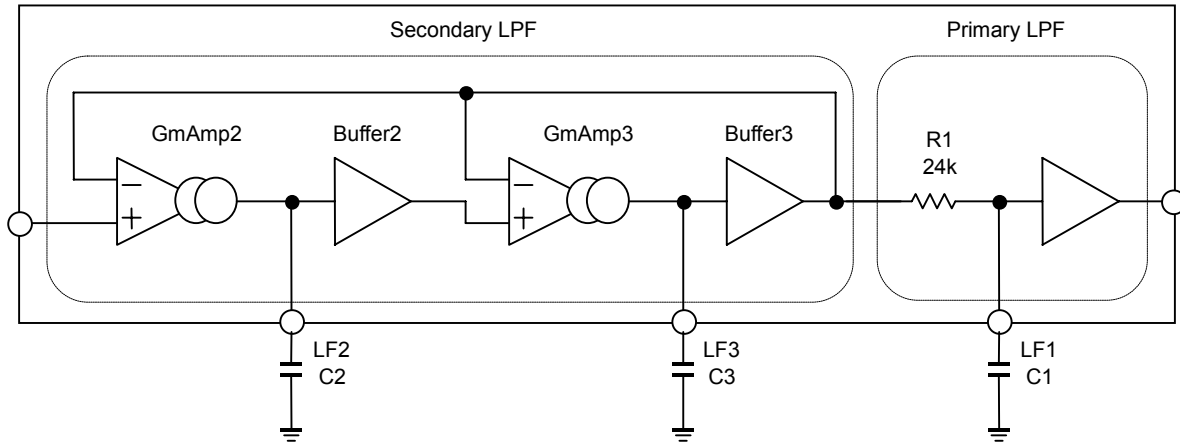 Secondary LPF
Primary LPF
GmAmp2
Buffer2
GmAmp3
Buffer3
R1
24k
−
+
−
+
LF2
C2
LF3
C3
LF1
C1